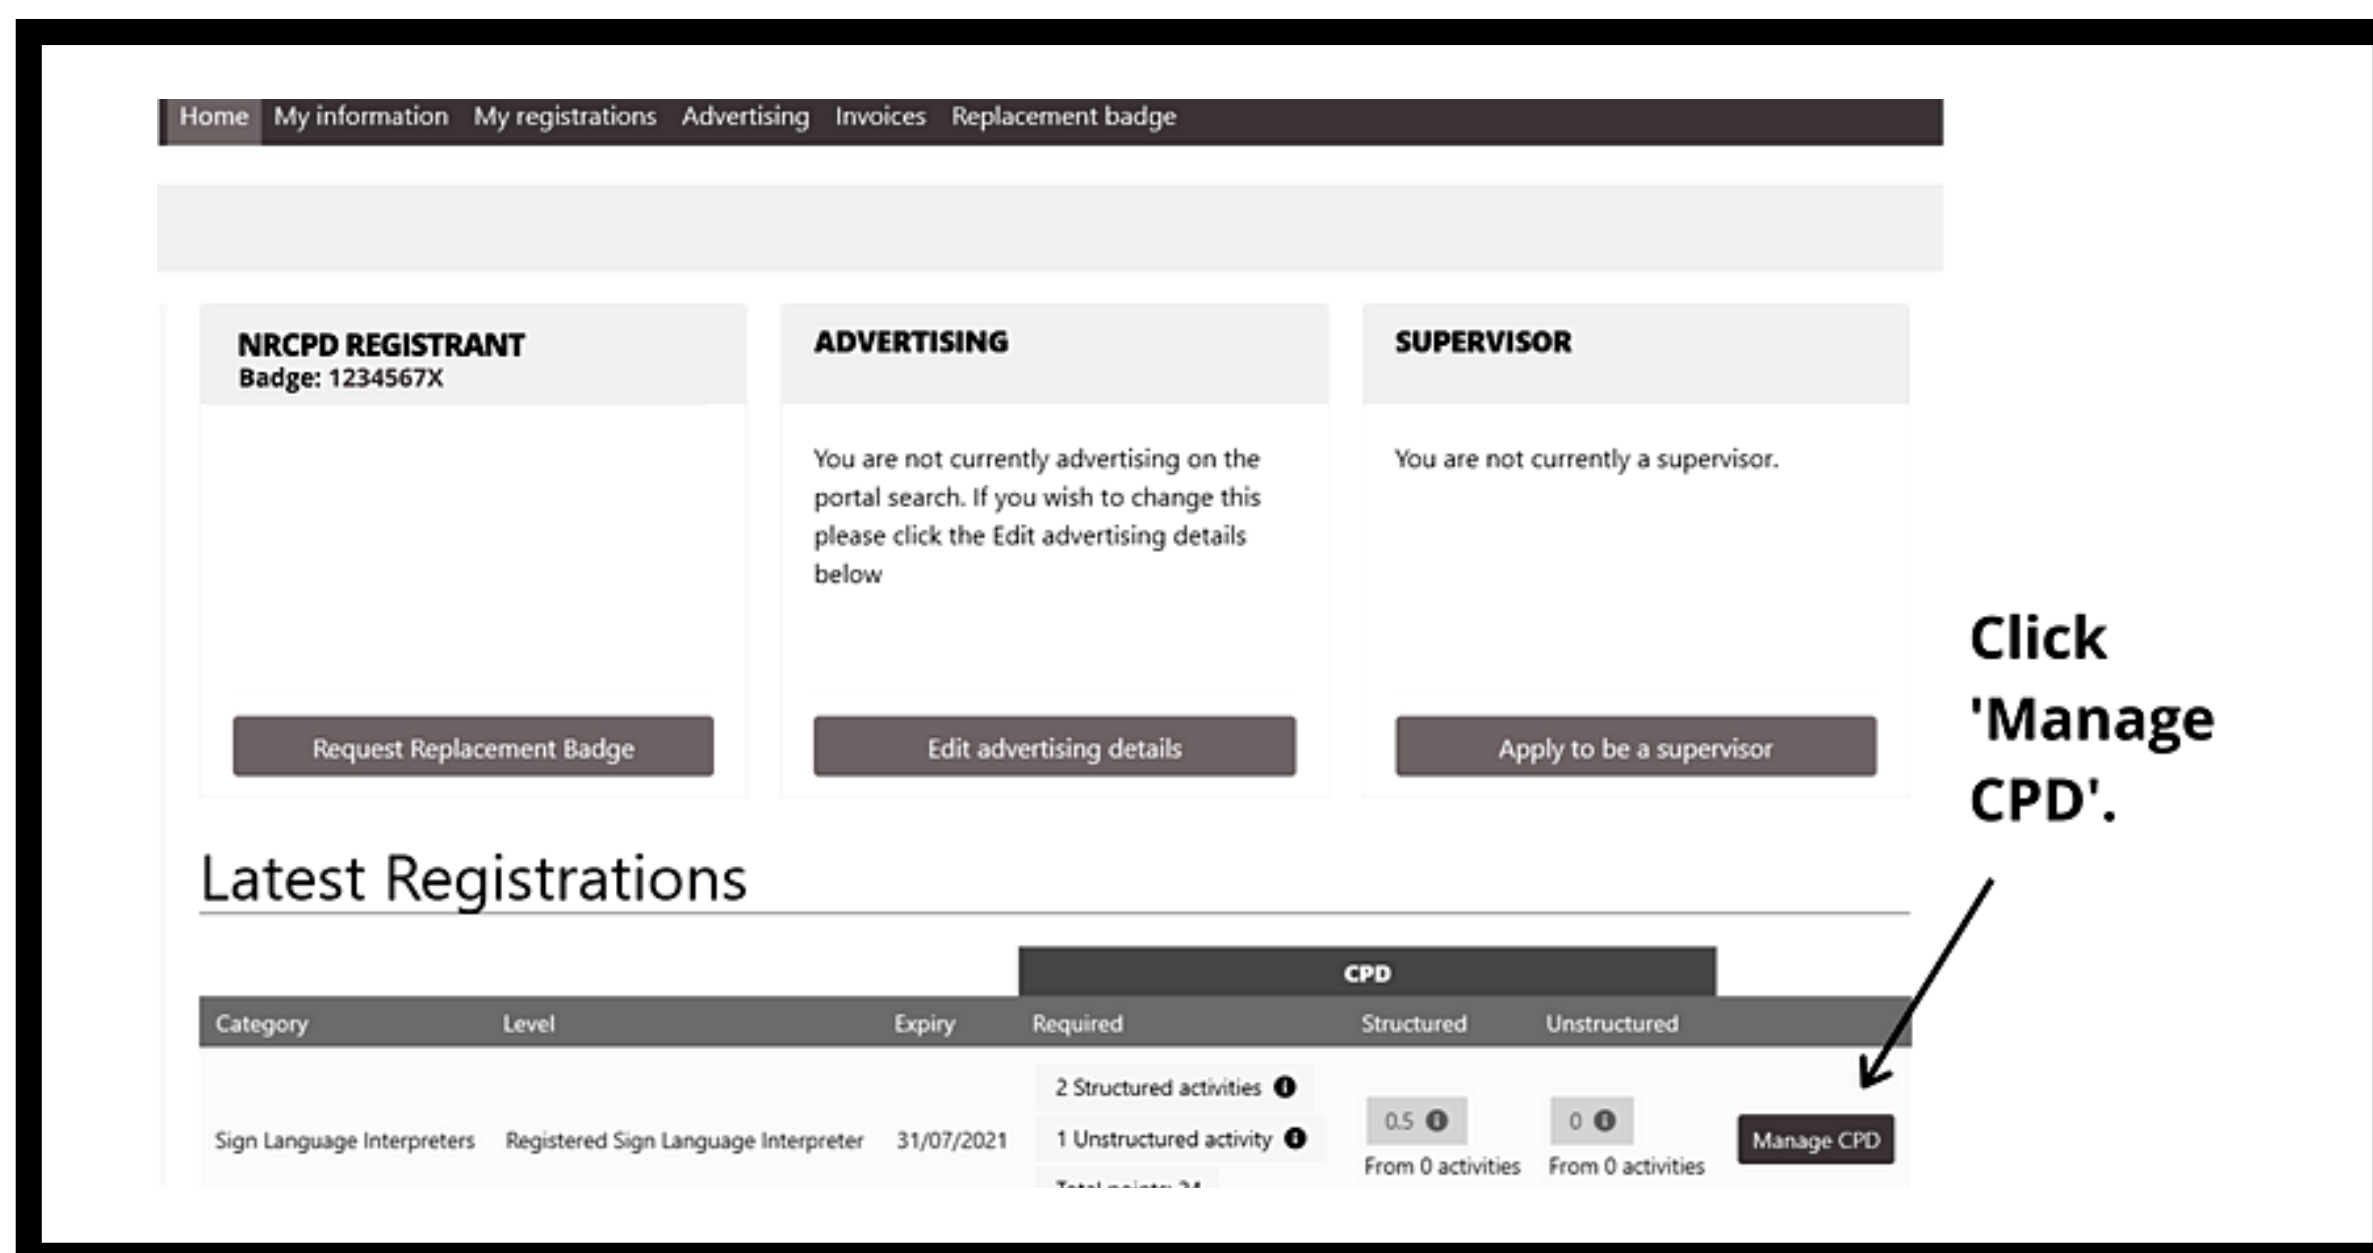 Home My information My registrations Advertising Invoices Replacement badge
NRCPD REGISTRANT
Badge: 1234567X
ADVERTISING
SUPERVISOR
You are not currently advertising on the
portal search. If you wish to change this
please click the Edit advertising details
below
You are not currently a supervisor.
Request Replacement Badge
Edit advertising details
Apply to be a supervisor
Click
'Manage
CPD'.
Latest Registrations
CPD
Category Level Expiry Required Structured Unstructured
2 Structured activities
Sign Language Interpreters Registered Sign Language Interpreter 31/07/2021 1 Unstructured activity 0.5 0 Manage CPD
From 0 activities From 0 activities
Total points: 24